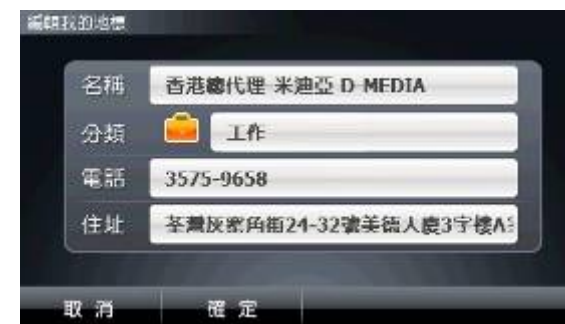 編輯我的地標
名稱 香港總代理 米迪亞 D-MEDIA
分類 工作
電話 3575-9658
住址 荃灣灰窰角街24-32號美德大廈3字樓A
取消 確定